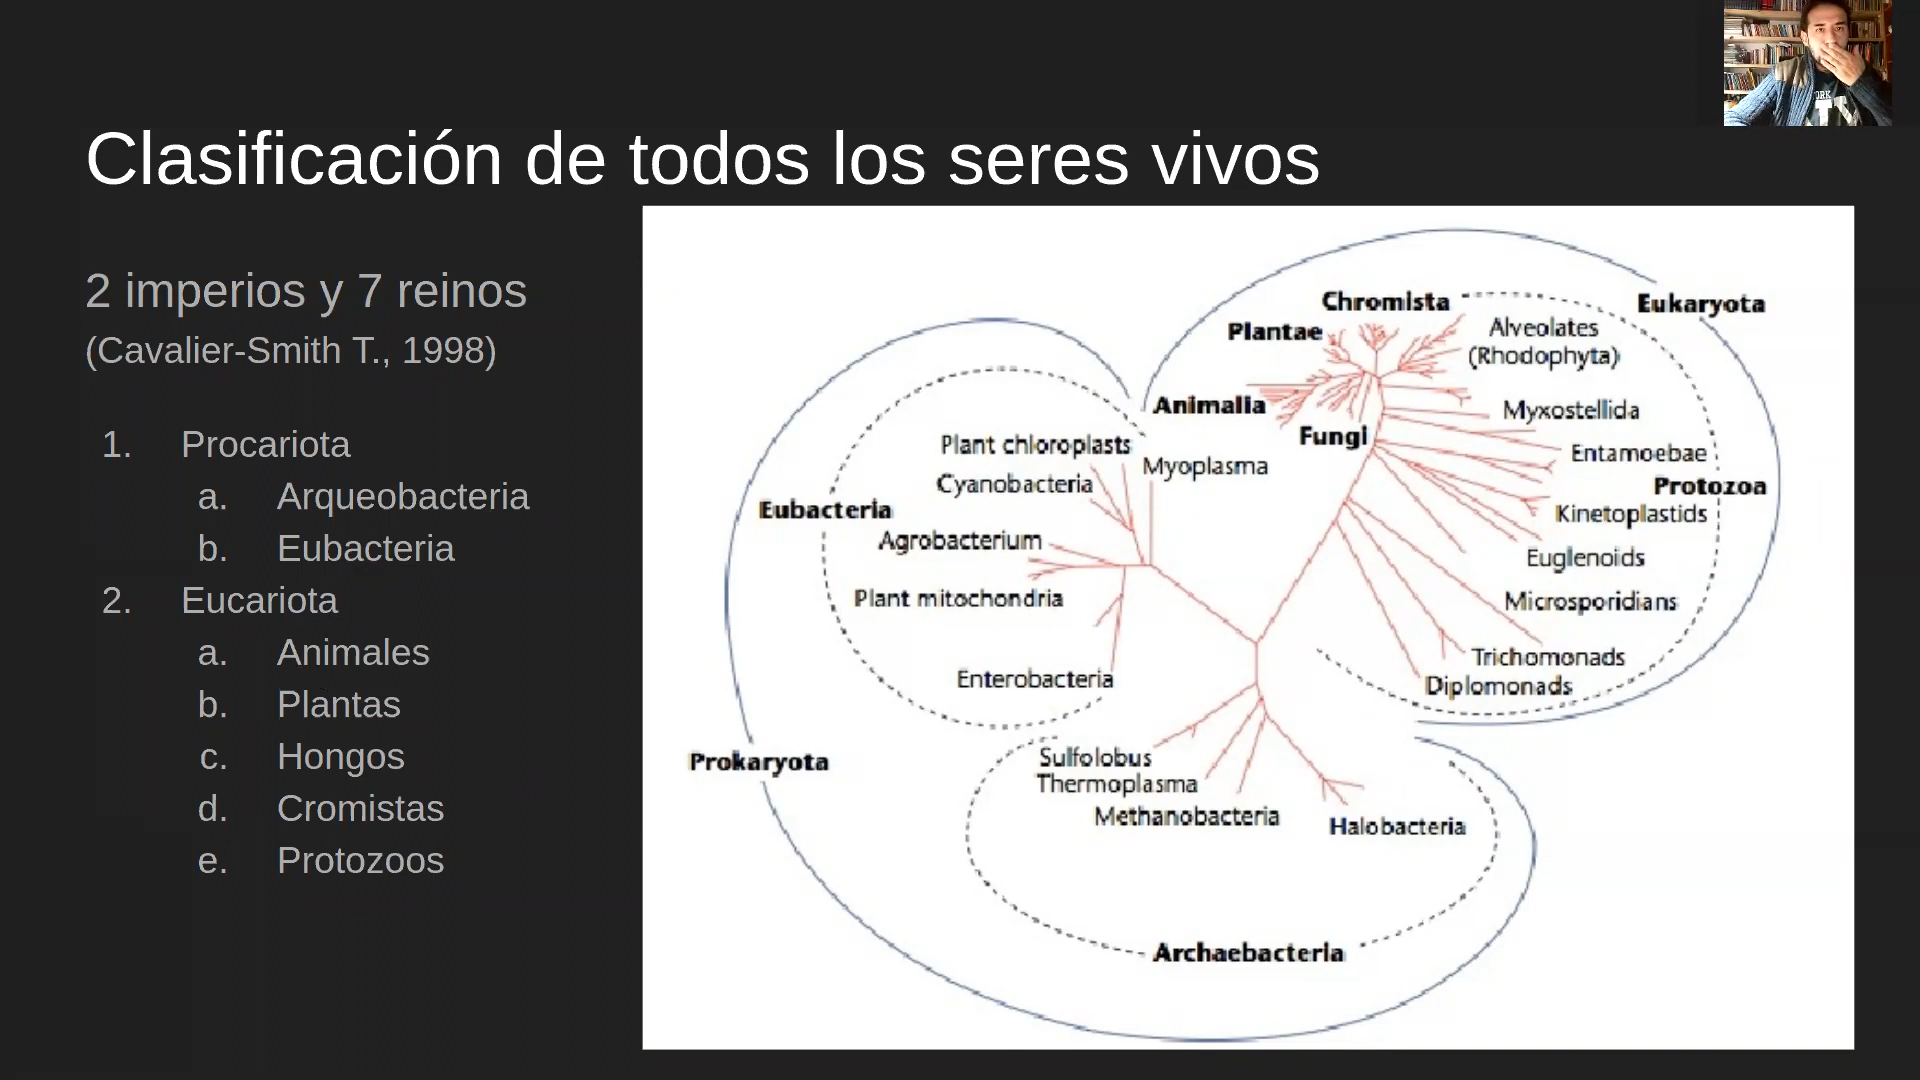 Clasificación de todos los seres vivos
2 imperios y 7 reinos
(Cavalier-Smith T., 1998)
1. Procariota
a. Arqueobacteria
b. Eubacteria
2. Eucariota
a. Animales
b. Plantas
c. Hongos
d. Cromistas
e. Protozoos
Chromista
Eukaryota
Plantae
Alveolates
(Rhodophyta)
Animalia
Myxostellida
Fungi
Plant chloroplasts
Myoplasma
Entamoebae
Cyanobacteria
Protozoa
Eubacteria
Kinetoplastids
Agrobacterium
Euglenoids
Plant mitochondria
Microsporidians
Trichomonads
Enterobacteria
Diplomonads
Prokaryota
Sulfolobus
Thermoplasma
Methanobacteria
Halobacteria
Archaebacteria